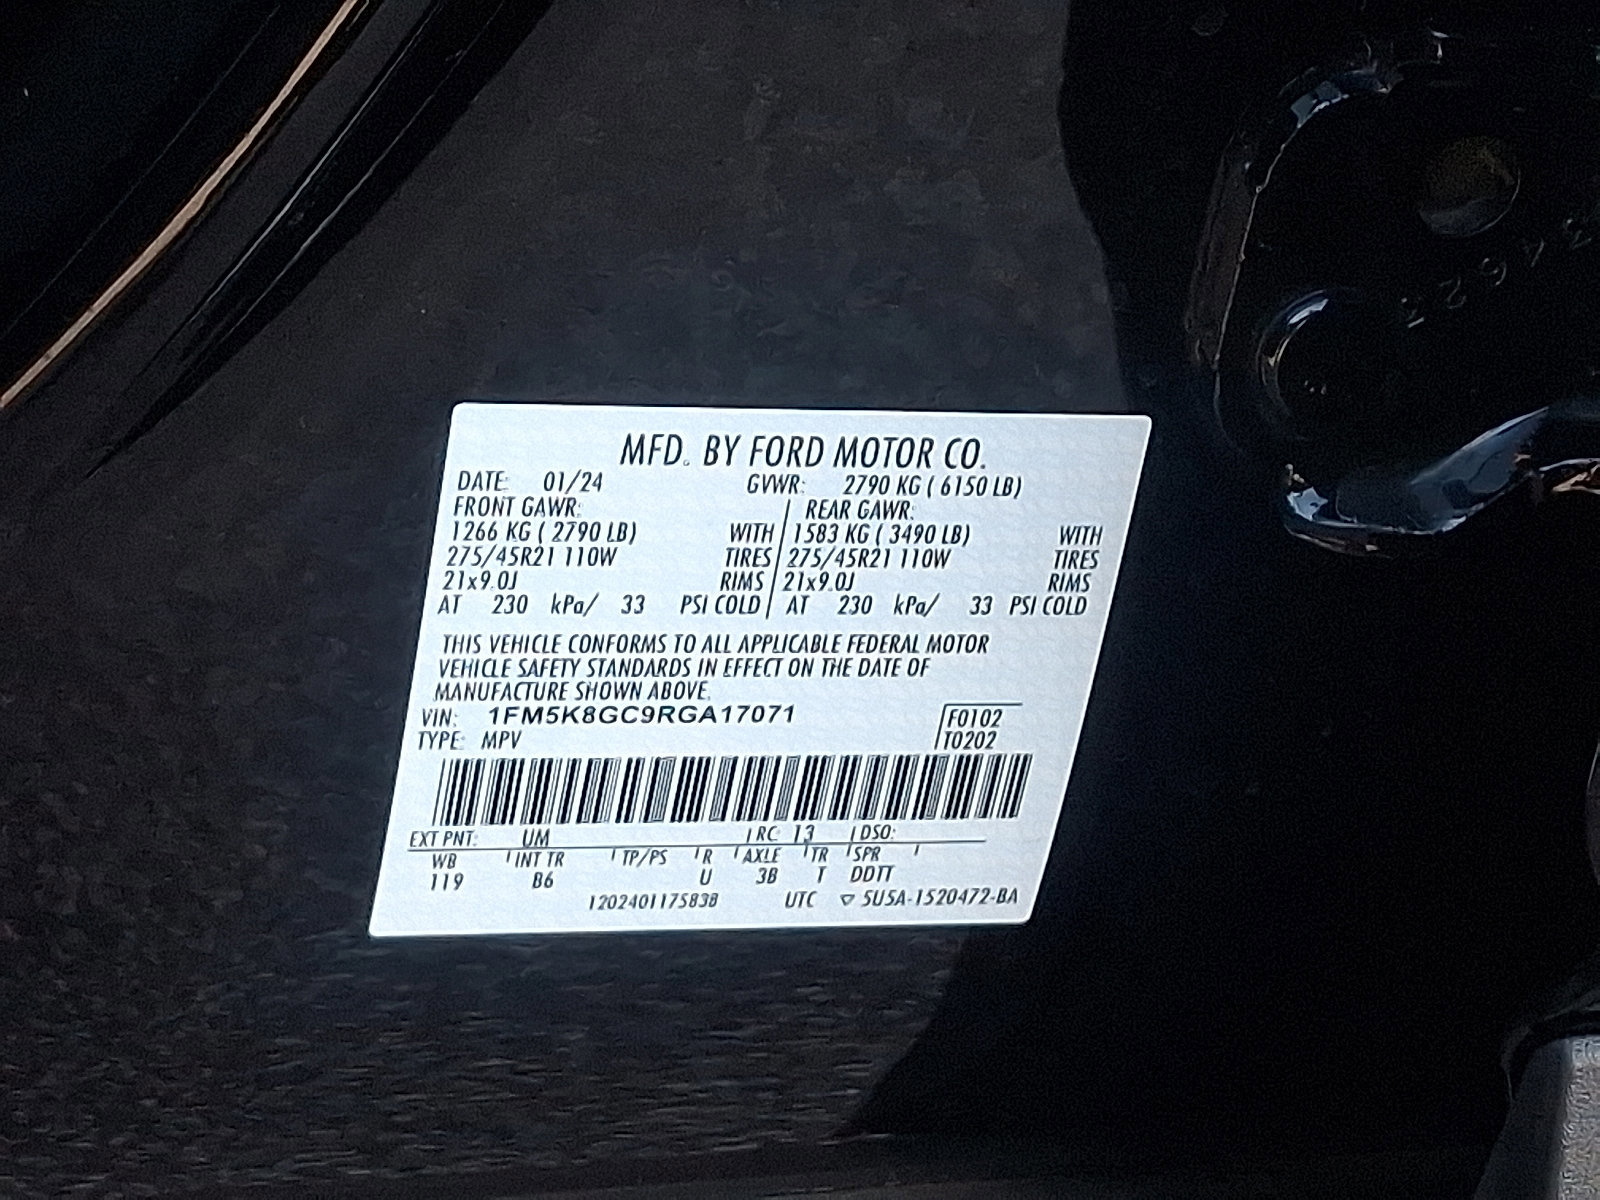 MFD. BY FORD MOTOR CO.
DATE: 01/24 GVWR: 2790 KG ( 6150 LB)
FRONT GAWR: REAR GAWR:
1266 KG ( 2790 LB) WITH 1583 KG ( 3490 LB) WITH
275/45R21 110W TIRES 275/45R21 110W TIRES
21x9.0J RIMS 21x9.0J RIMS
AT 230 kPa/ 33 PSI COLD AT 230 kPa/ 33 PSI COLD
THIS VEHICLE CONFORMS TO ALL APPLICABLE FEDERAL MOTOR
VEHICLE SAFETY STANDARDS IN EFFECT ON THE DATE OF
MANUFACTURE SHOWN ABOVE.
VIN: 1FM5K8GC9RGA17071 F0102
TYPE: MPV T0202
EXT PNT: UM RC: 13 DSO:
WB INT TR TP/PS R AXLE TR SPR
119 B6 U 3B T DDTT
1202401175838 UTC ▽ 5U5A-1520472-BA